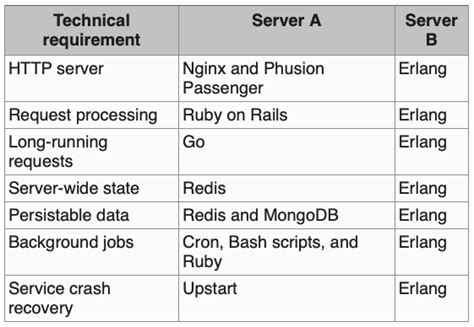 Technical requirement Server A Server B
HTTP server Nginx and Phusion Passenger Erlang
Request processing Ruby on Rails Erlang
Long-running requests Go Erlang
Server-wide state Redis Erlang
Persistable data Redis and MongoDB Erlang
Background jobs Cron, Bash scripts, and Ruby Erlang
Service crash recovery Upstart Erlang